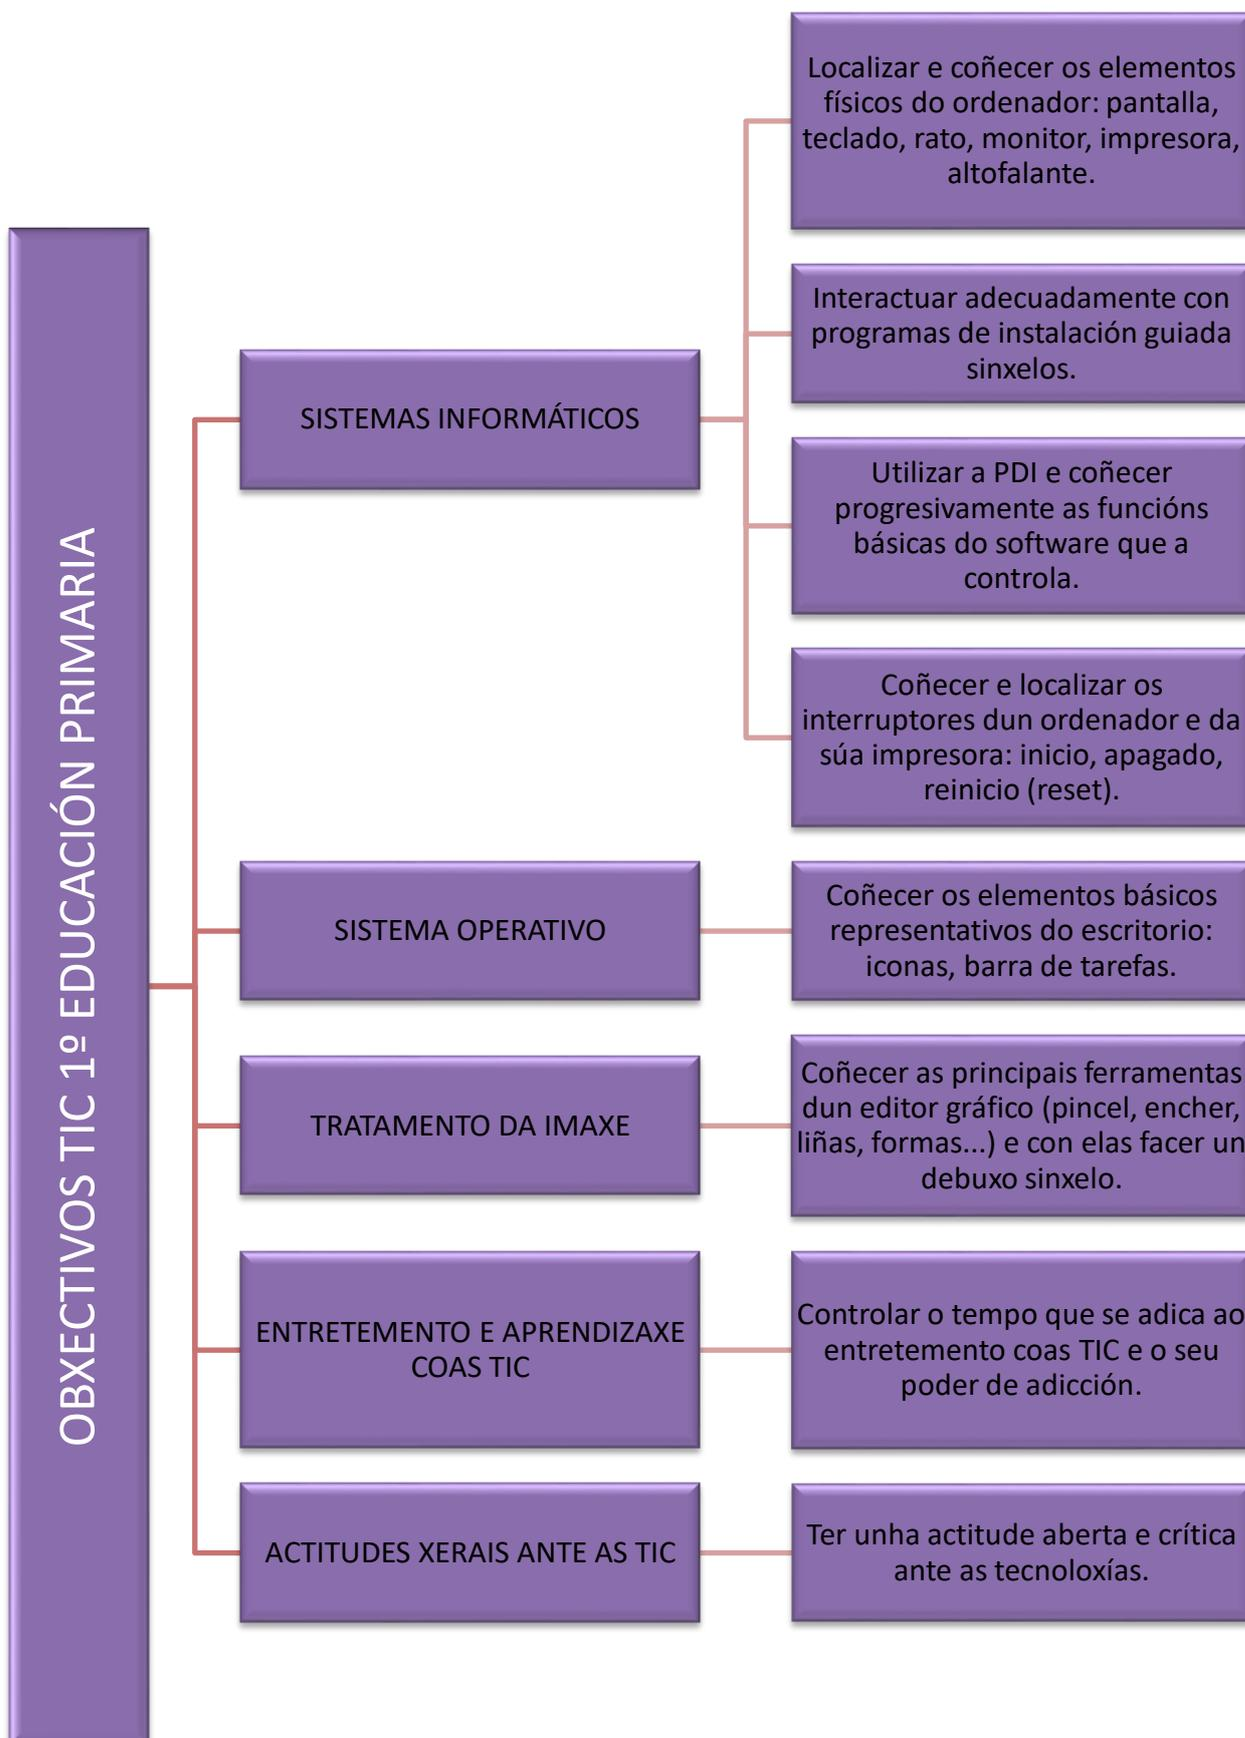 OBXECTIVOS TIC 1º EDUCACIÓN PRIMARIA
SISTEMAS INFORMÁTICOS
Localizar e coñecer os elementos
físicos do ordenador: pantalla,
teclado, rato, monitor, impresora,
altofalante.
Interactuar adecuadamente con
programas de instalación guiada
sinxelos.
Utilizar a PDI e coñecer
progresivamente as funcións
básicas do software que a
controla.
Coñecer e localizar os
interruptores dun ordenador e da
súa impresora: inicio, apagado,
reinicio (reset).
SISTEMA OPERATIVO
Coñecer os elementos básicos
representativos do escritorio:
iconas, barra de tarefas.
TRATAMENTO DA IMAXE
Coñecer as principais ferramentas
dun editor gráfico (pincel, encher,
liñas, formas...) e con elas facer un
debuxo sinxelo.
ENTRETEMENTO E APRENDIZAXE
COAS TIC
Controlar o tempo que se adica ao
entretemento coas TIC e o seu
poder de adicción.
ACTITUDES XERAIS ANTE AS TIC
Ter unha actitude aberta e crítica
ante as tecnoloxías.